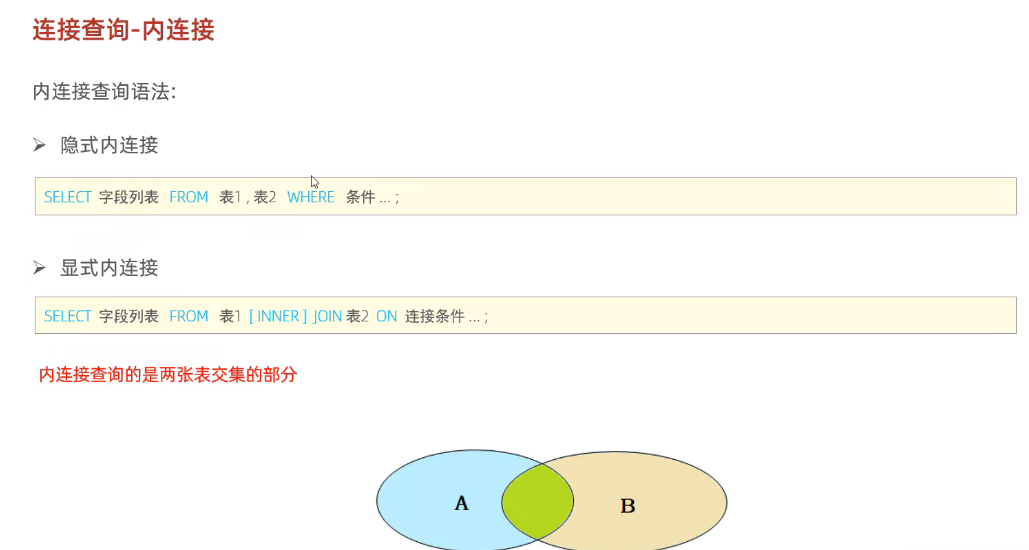 连接查询-内连接
内连接查询语法:
➢ 隐式内连接
SELECT 字段列表 FROM 表1 , 表2 WHERE 条件 ... ;
➢ 显式内连接
SELECT 字段列表 FROM 表1 [ INNER ] JOIN 表2 ON 连接条件 ... ;
内连接查询的是两张表交集的部分
A B